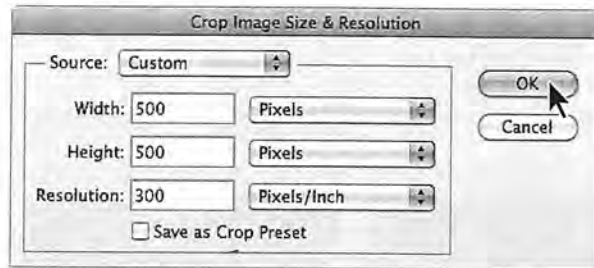 Crop Image Size & Resolution
Source: Custom
OK
Width: 500 Pixels
Cancel
Height: 500 Pixels
Resolution: 300 Pixels/Inch
Save as Crop Preset